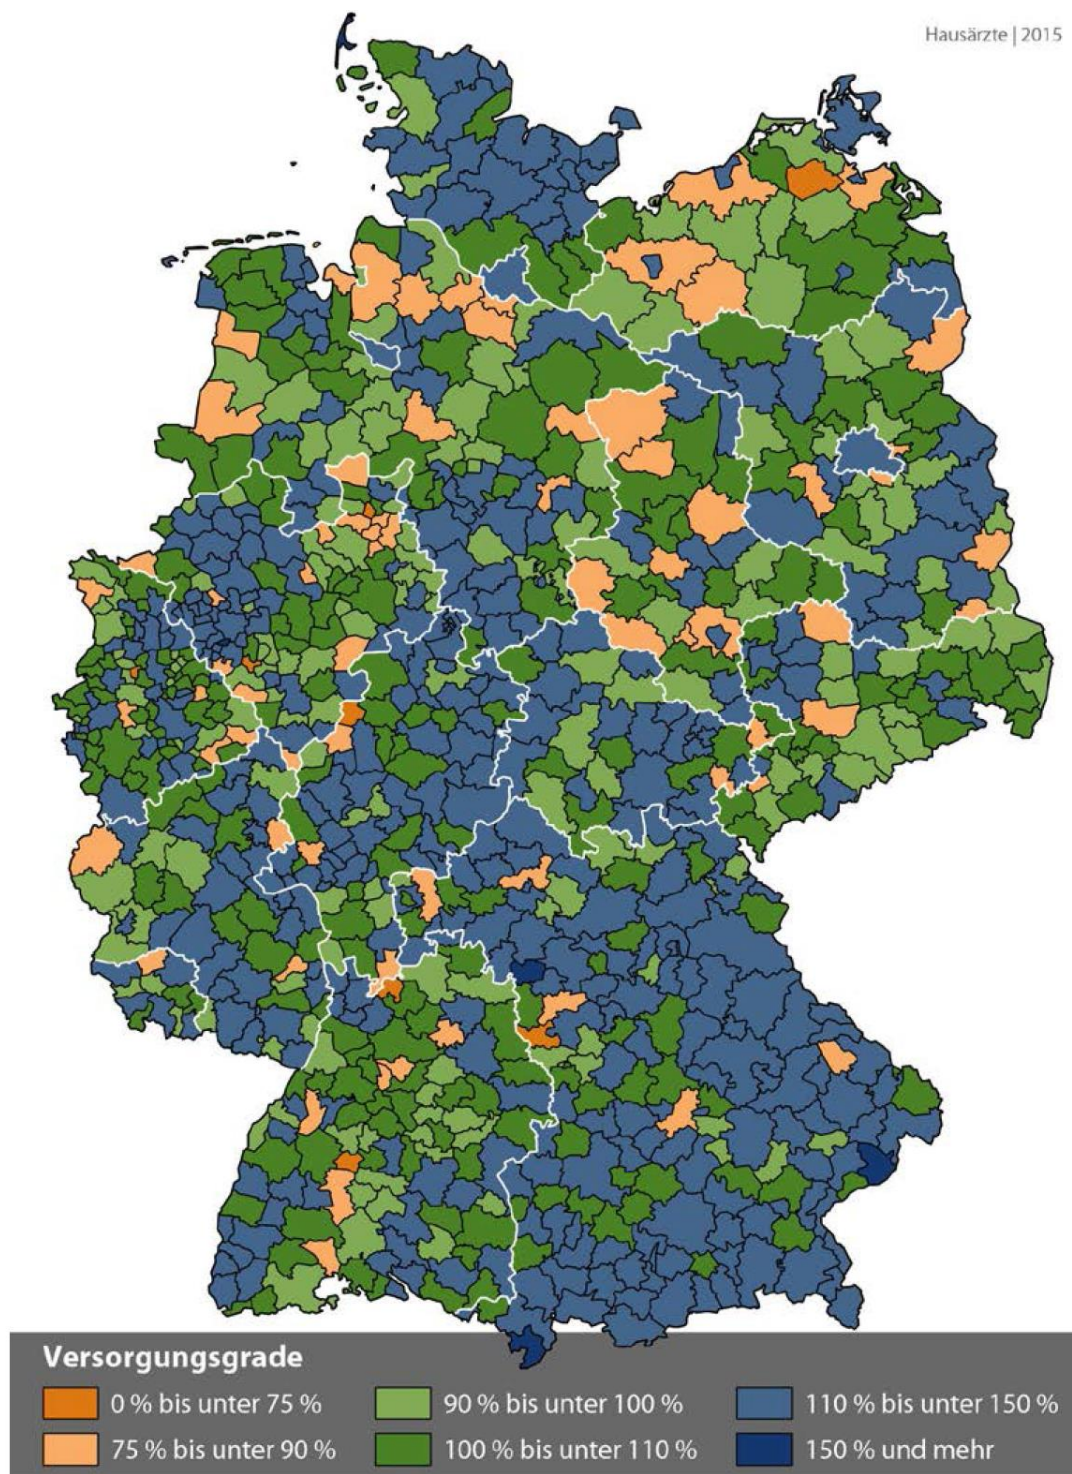 Hausärzte | 2015
Versorgungsgrade
0 % bis unter 75 %
90 % bis unter 100 %
110 % bis unter 150 %
75 % bis unter 90 %
100 % bis unter 110 %
150 % und mehr